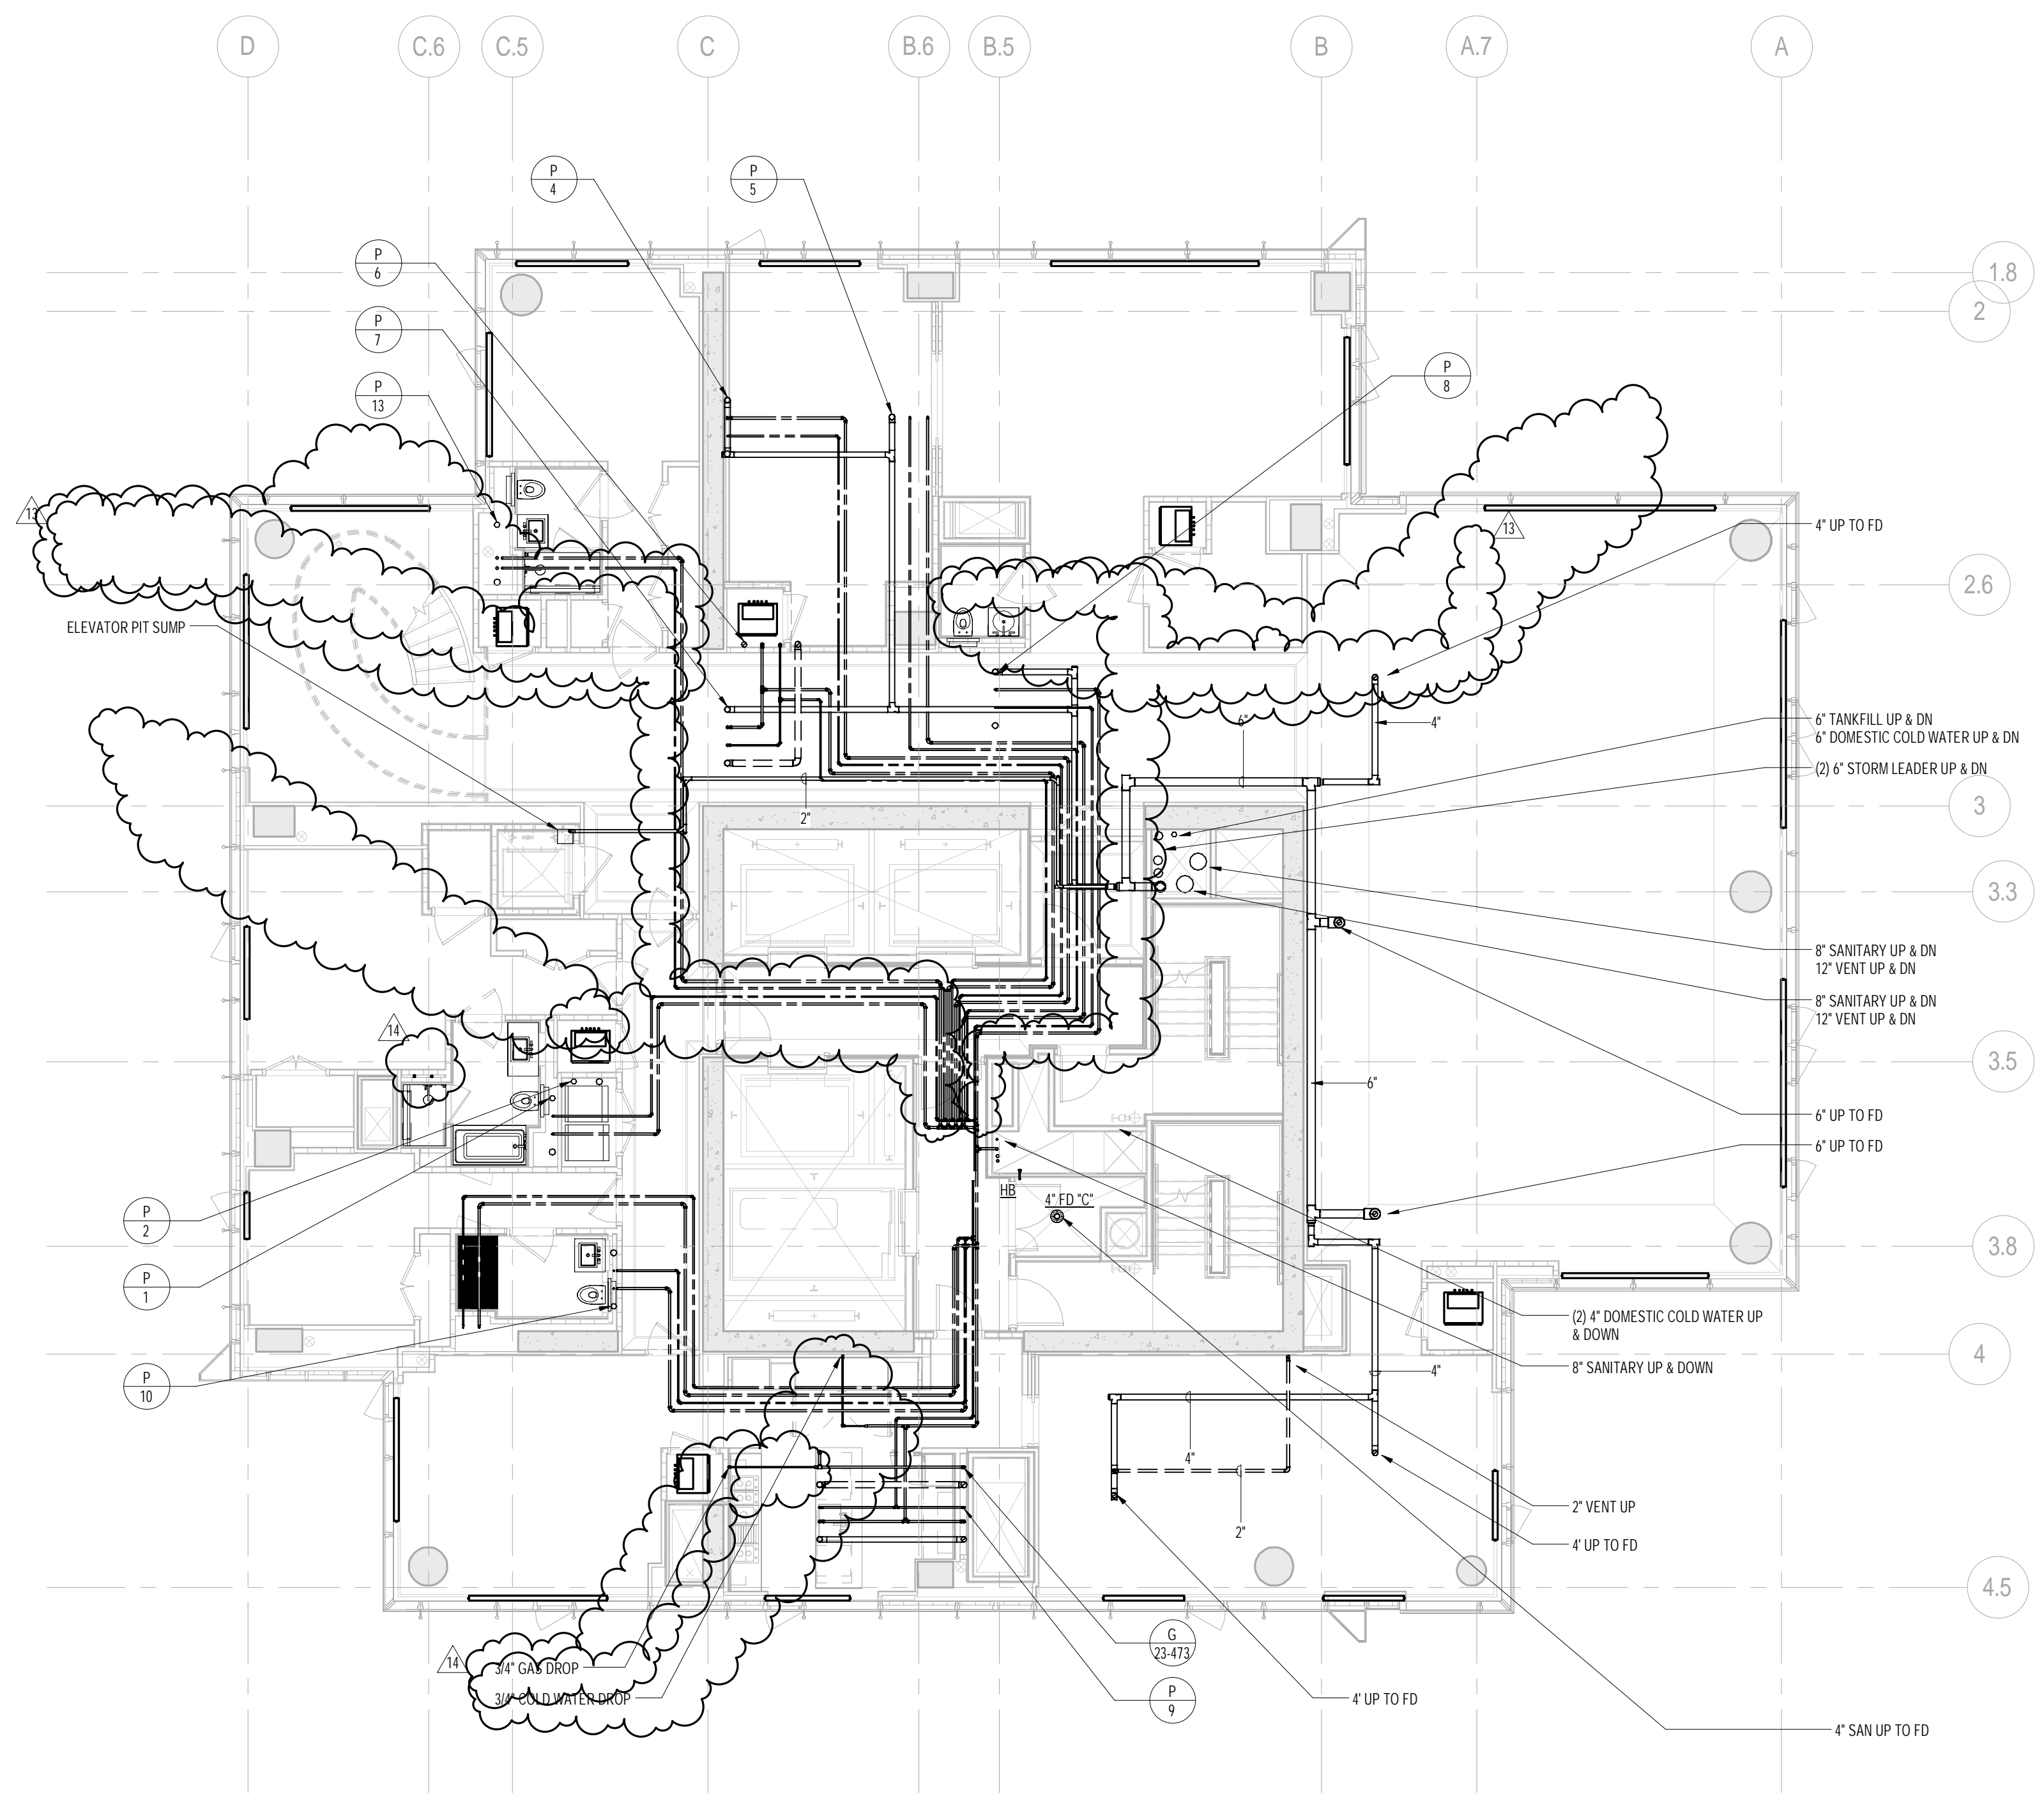 D
C.6
C.5
C
B.6
B.5
B
A.7
A
P
4
P
5
P
6
1.8
2
P
7
P
8
P
13
13
13
4" UP TO FD
2.6
ELEVATOR PIT SUMP
6"
4"
6" TANKFILL UP & DN
6" DOMESTIC COLD WATER UP & DN
(2) 6" STORM LEADER UP & DN
3
2"
3.3
8" SANITARY UP & DN
12" VENT UP & DN
8" SANITARY UP & DN
12" VENT UP & DN
14
3.5
6"
6" UP TO FD
6" UP TO FD
HB
4" FD "C"
P
2
3.8
P
1
(2) 4" DOMESTIC COLD WATER UP
& DOWN
4
8" SANITARY UP & DOWN
4"
P
10
4"
2" VENT UP
2"
4' UP TO FD
4.5
G
23-473
14
3/4" GAS DROP
3/4" COLD WATER DROP
P
9
4' UP TO FD
4" SAN UP TO FD